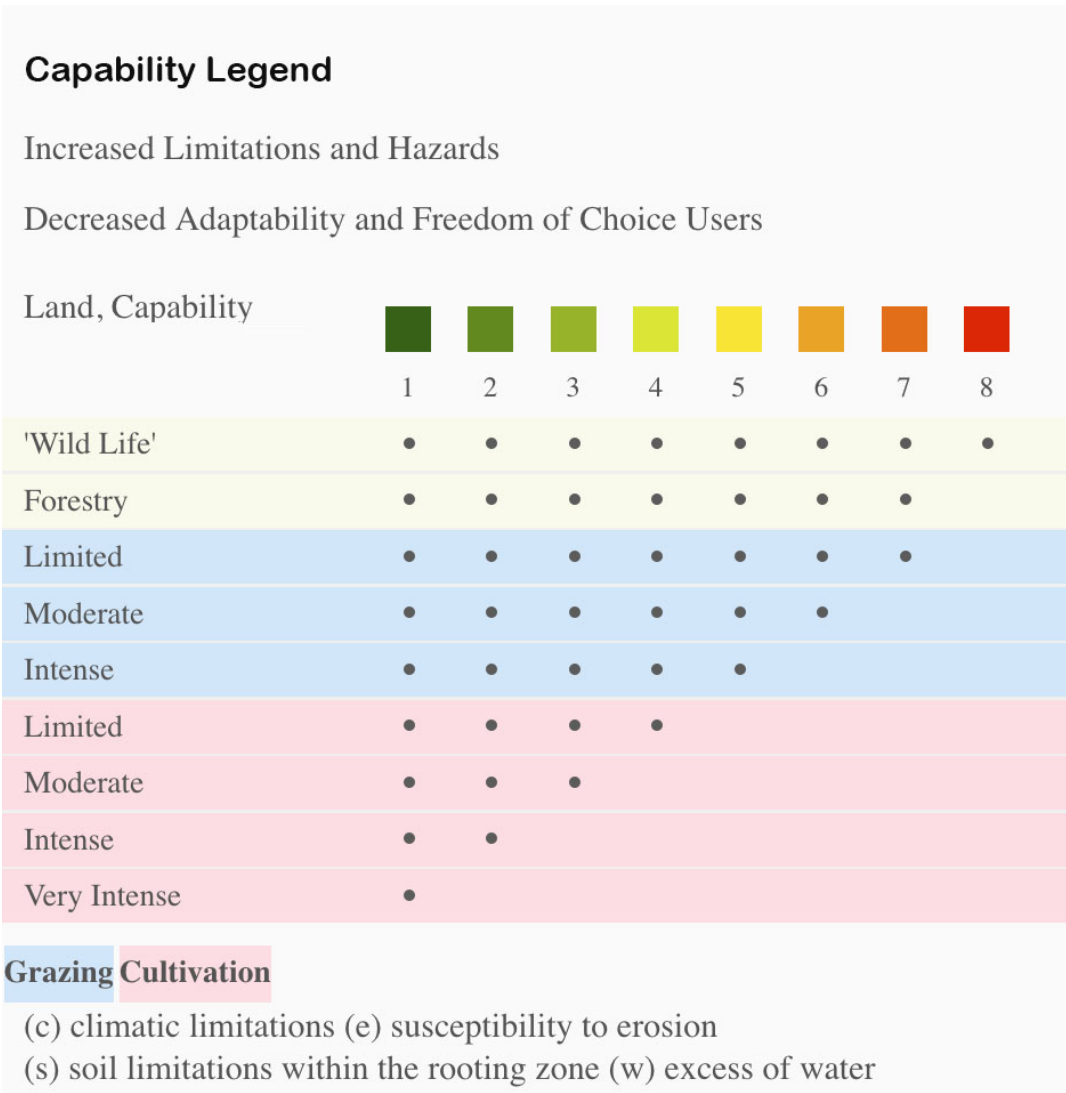 Capability Legend
Increased Limitations and Hazards
Decreased Adaptability and Freedom of Choice Users
Land, Capability
1 2 3 4 5 6 7 8
'Wild Life'
Forestry
Limited
Moderate
Intense
Limited
Moderate
Intense
Very Intense
Grazing Cultivation
(c) climatic limitations (e) susceptibility to erosion
(s) soil limitations within the rooting zone (w) excess of water